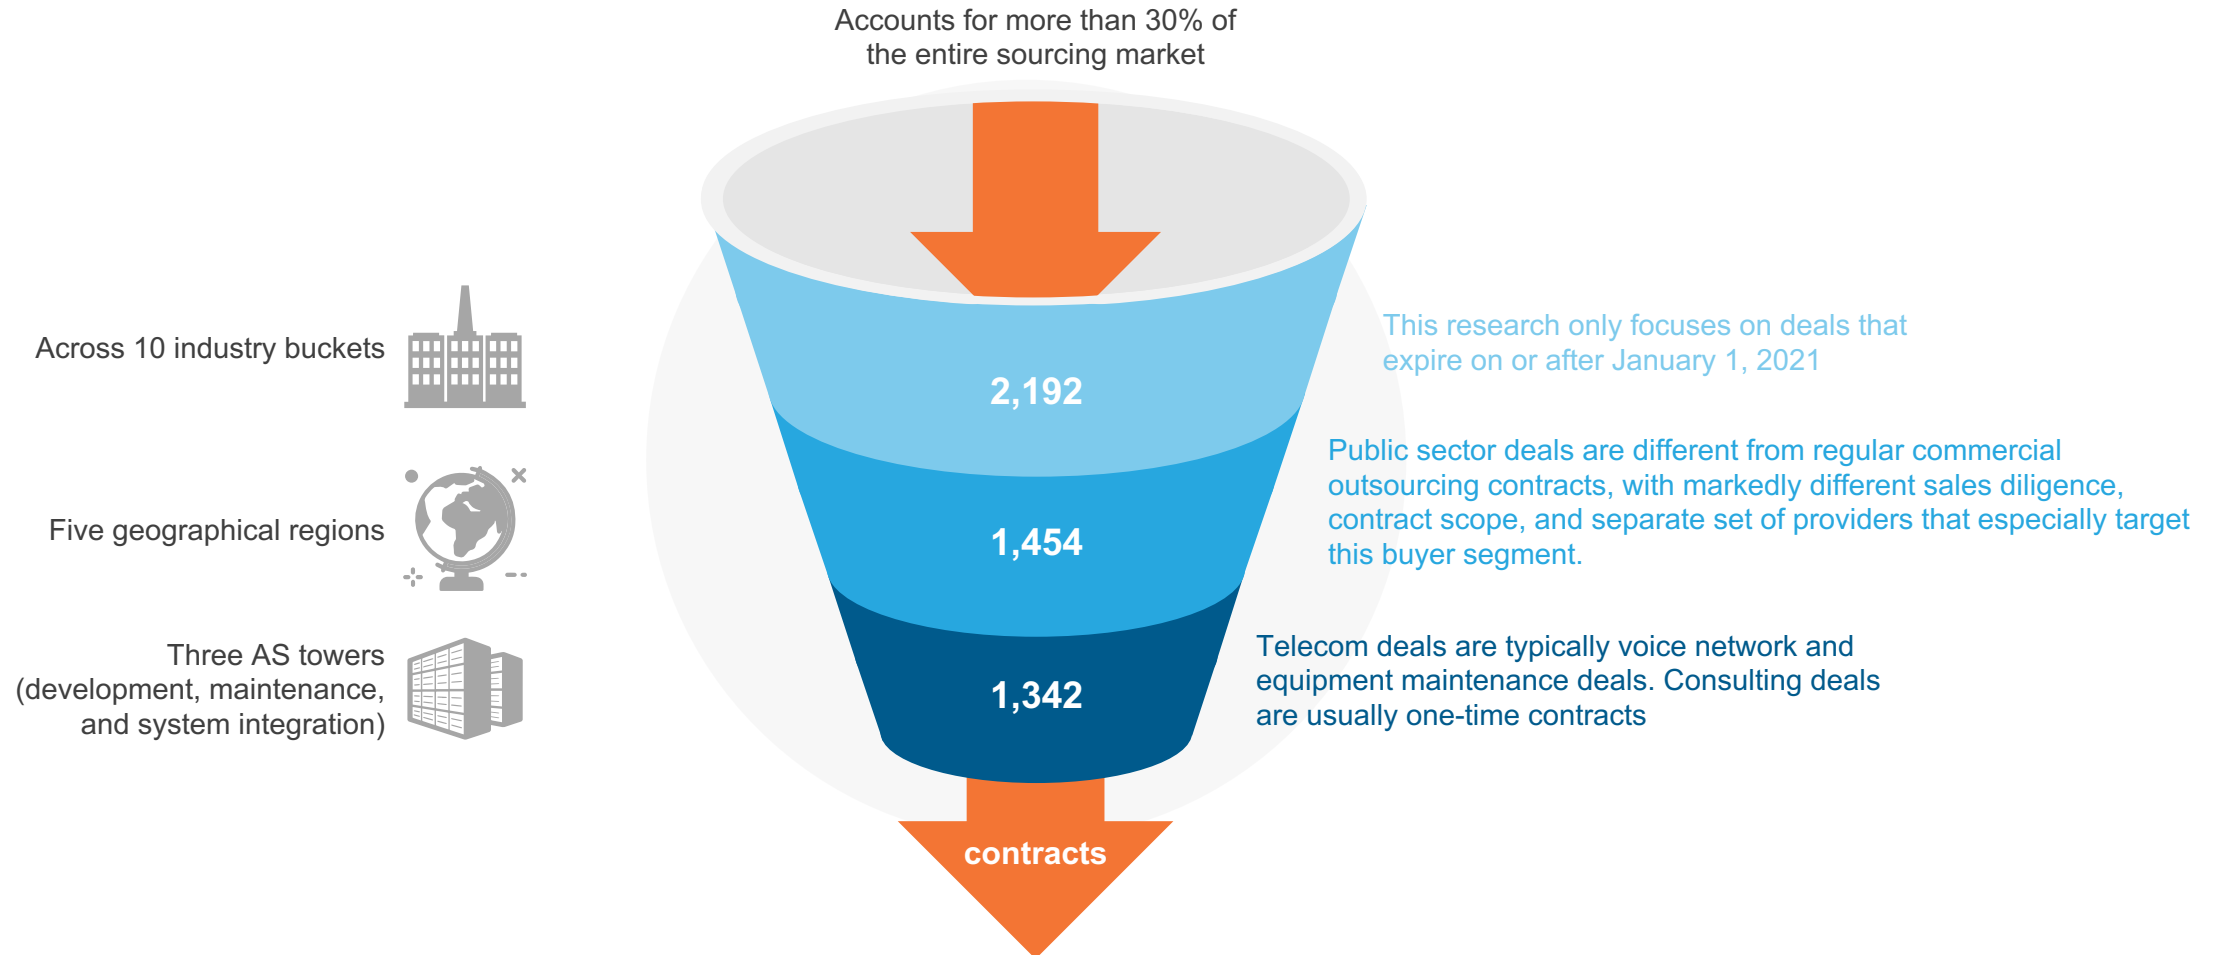 Accounts for more than 30% of
the entire sourcing market
Across 10 industry buckets
2,192
This research only focuses on deals that
expire on or after January 1, 2021
Five geographical regions
1,454
Public sector deals are different from regular commercial
outsourcing contracts, with markedly different sales diligence,
contract scope, and separate set of providers that especially target
this buyer segment.
Three AS towers
(development, maintenance,
and system integration)
1,342
Telecom deals are typically voice network and
equipment maintenance deals. Consulting deals
are usually one-time contracts
contracts